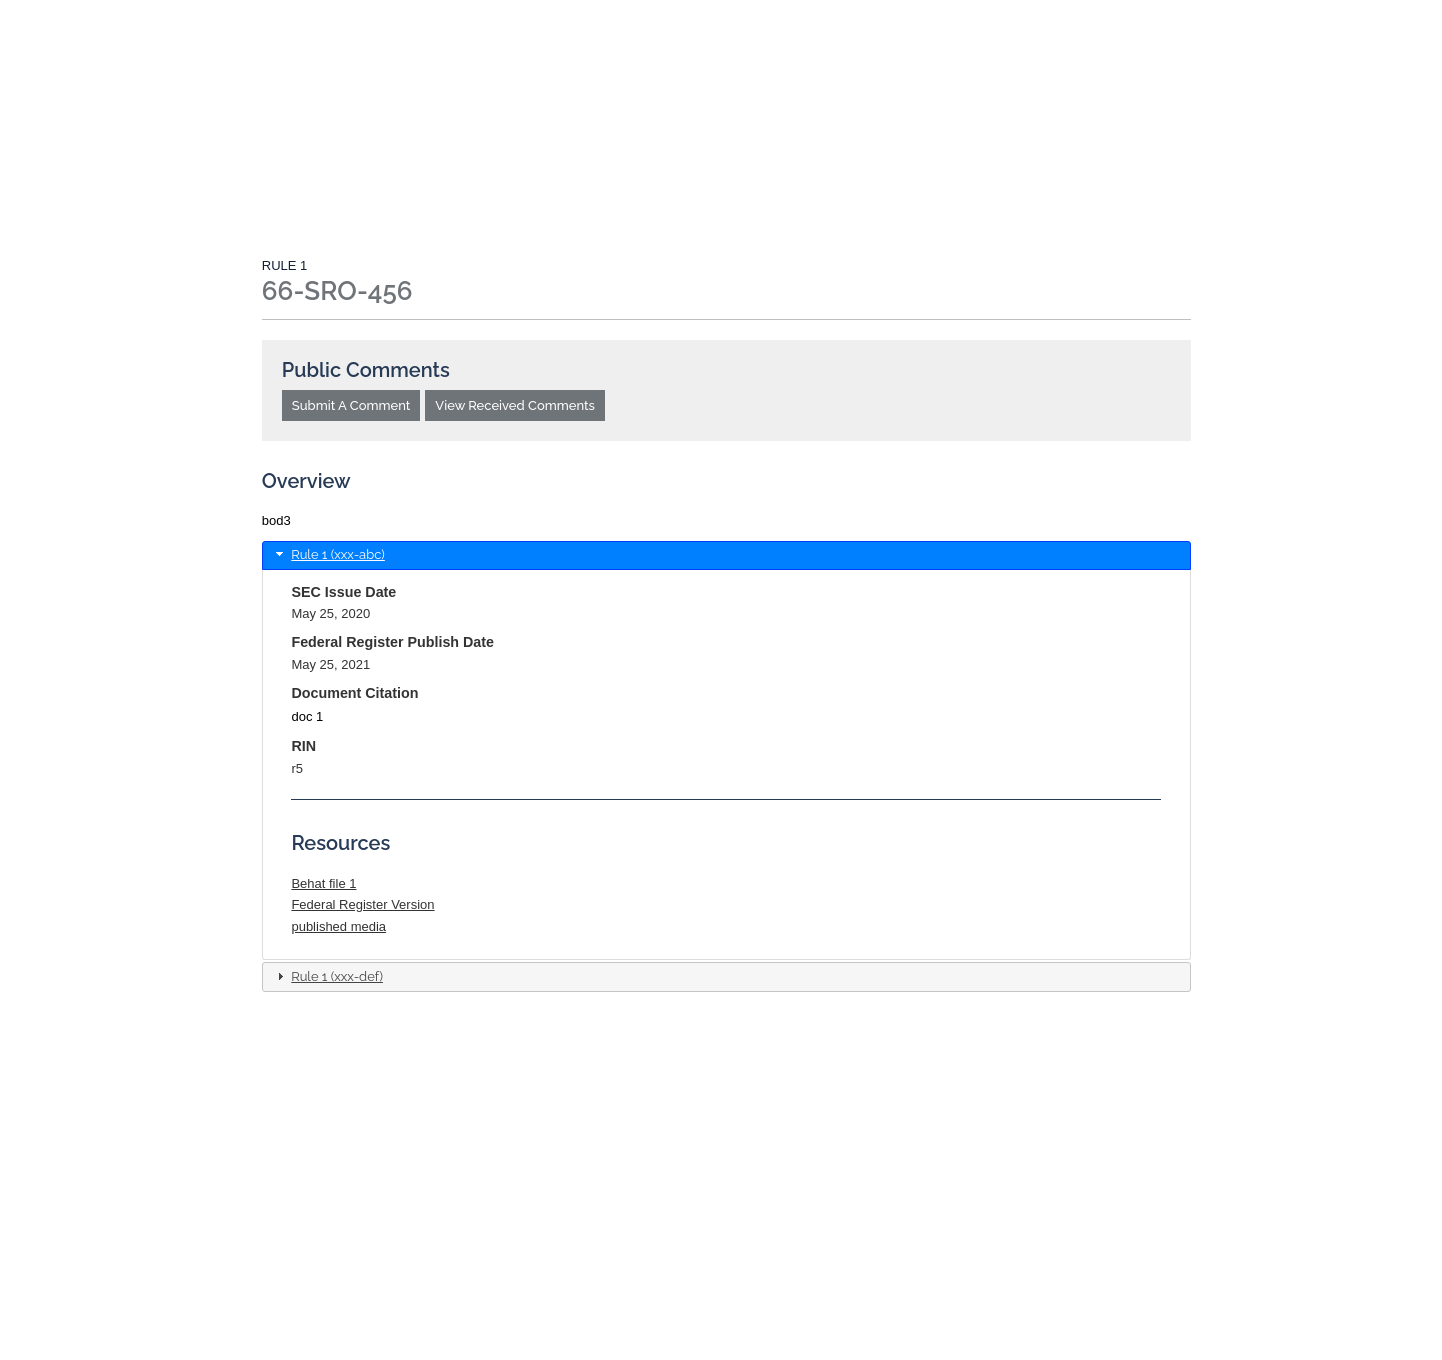 RULE 1
66-SRO-456
Public Comments
Submit A Comment View Received Comments
Overview
bod3
Rule 1 (xxx-abc)
SEC Issue Date
May 25, 2020
Federal Register Publish Date
May 25, 2021
Document Citation
doc 1
RIN
r5
Resources
Behat file 1
Federal Register Version
published media
Rule 1 (xxx-def)